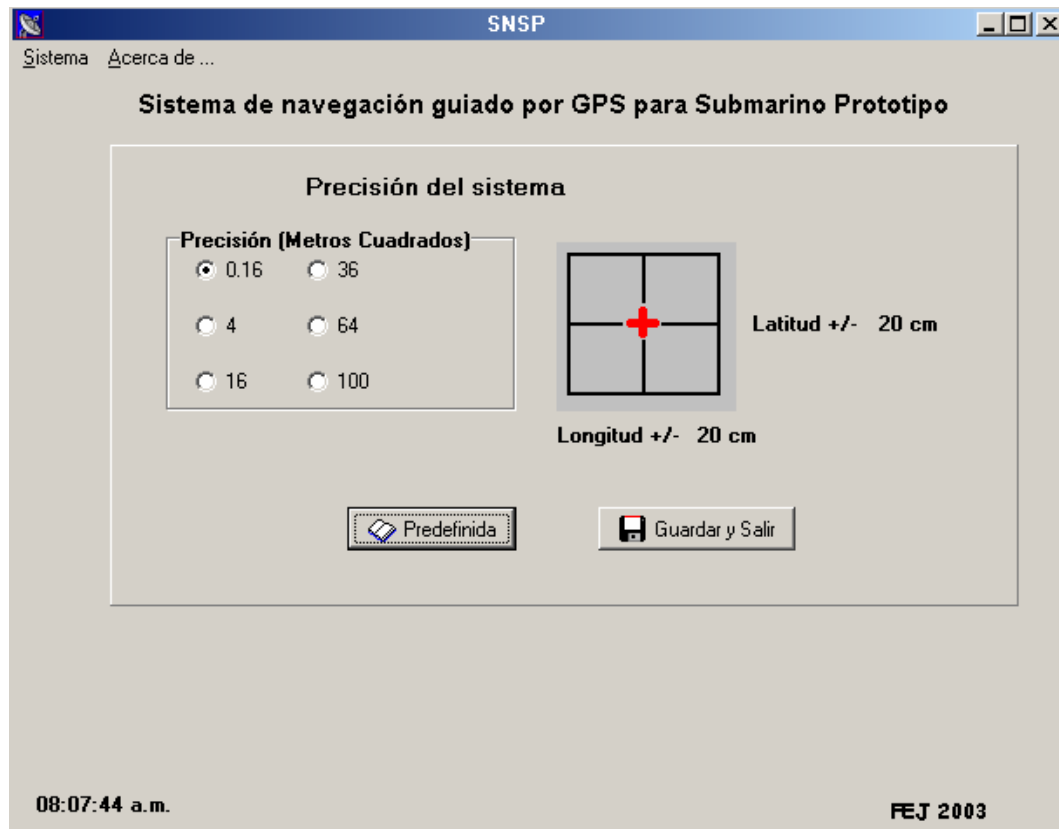 SNSP
Sistema Acerca de ...
Sistema de navegación guiado por GPS para Submarino Prototipo
Precisión del sistema
Precisión (Metros Cuadrados)
0.16 36
4 64
16 100
Latitud +/- 20 cm
Longitud +/- 20 cm
Predefinida Guardar y Salir
08:07:44 a.m. FEJ 2003